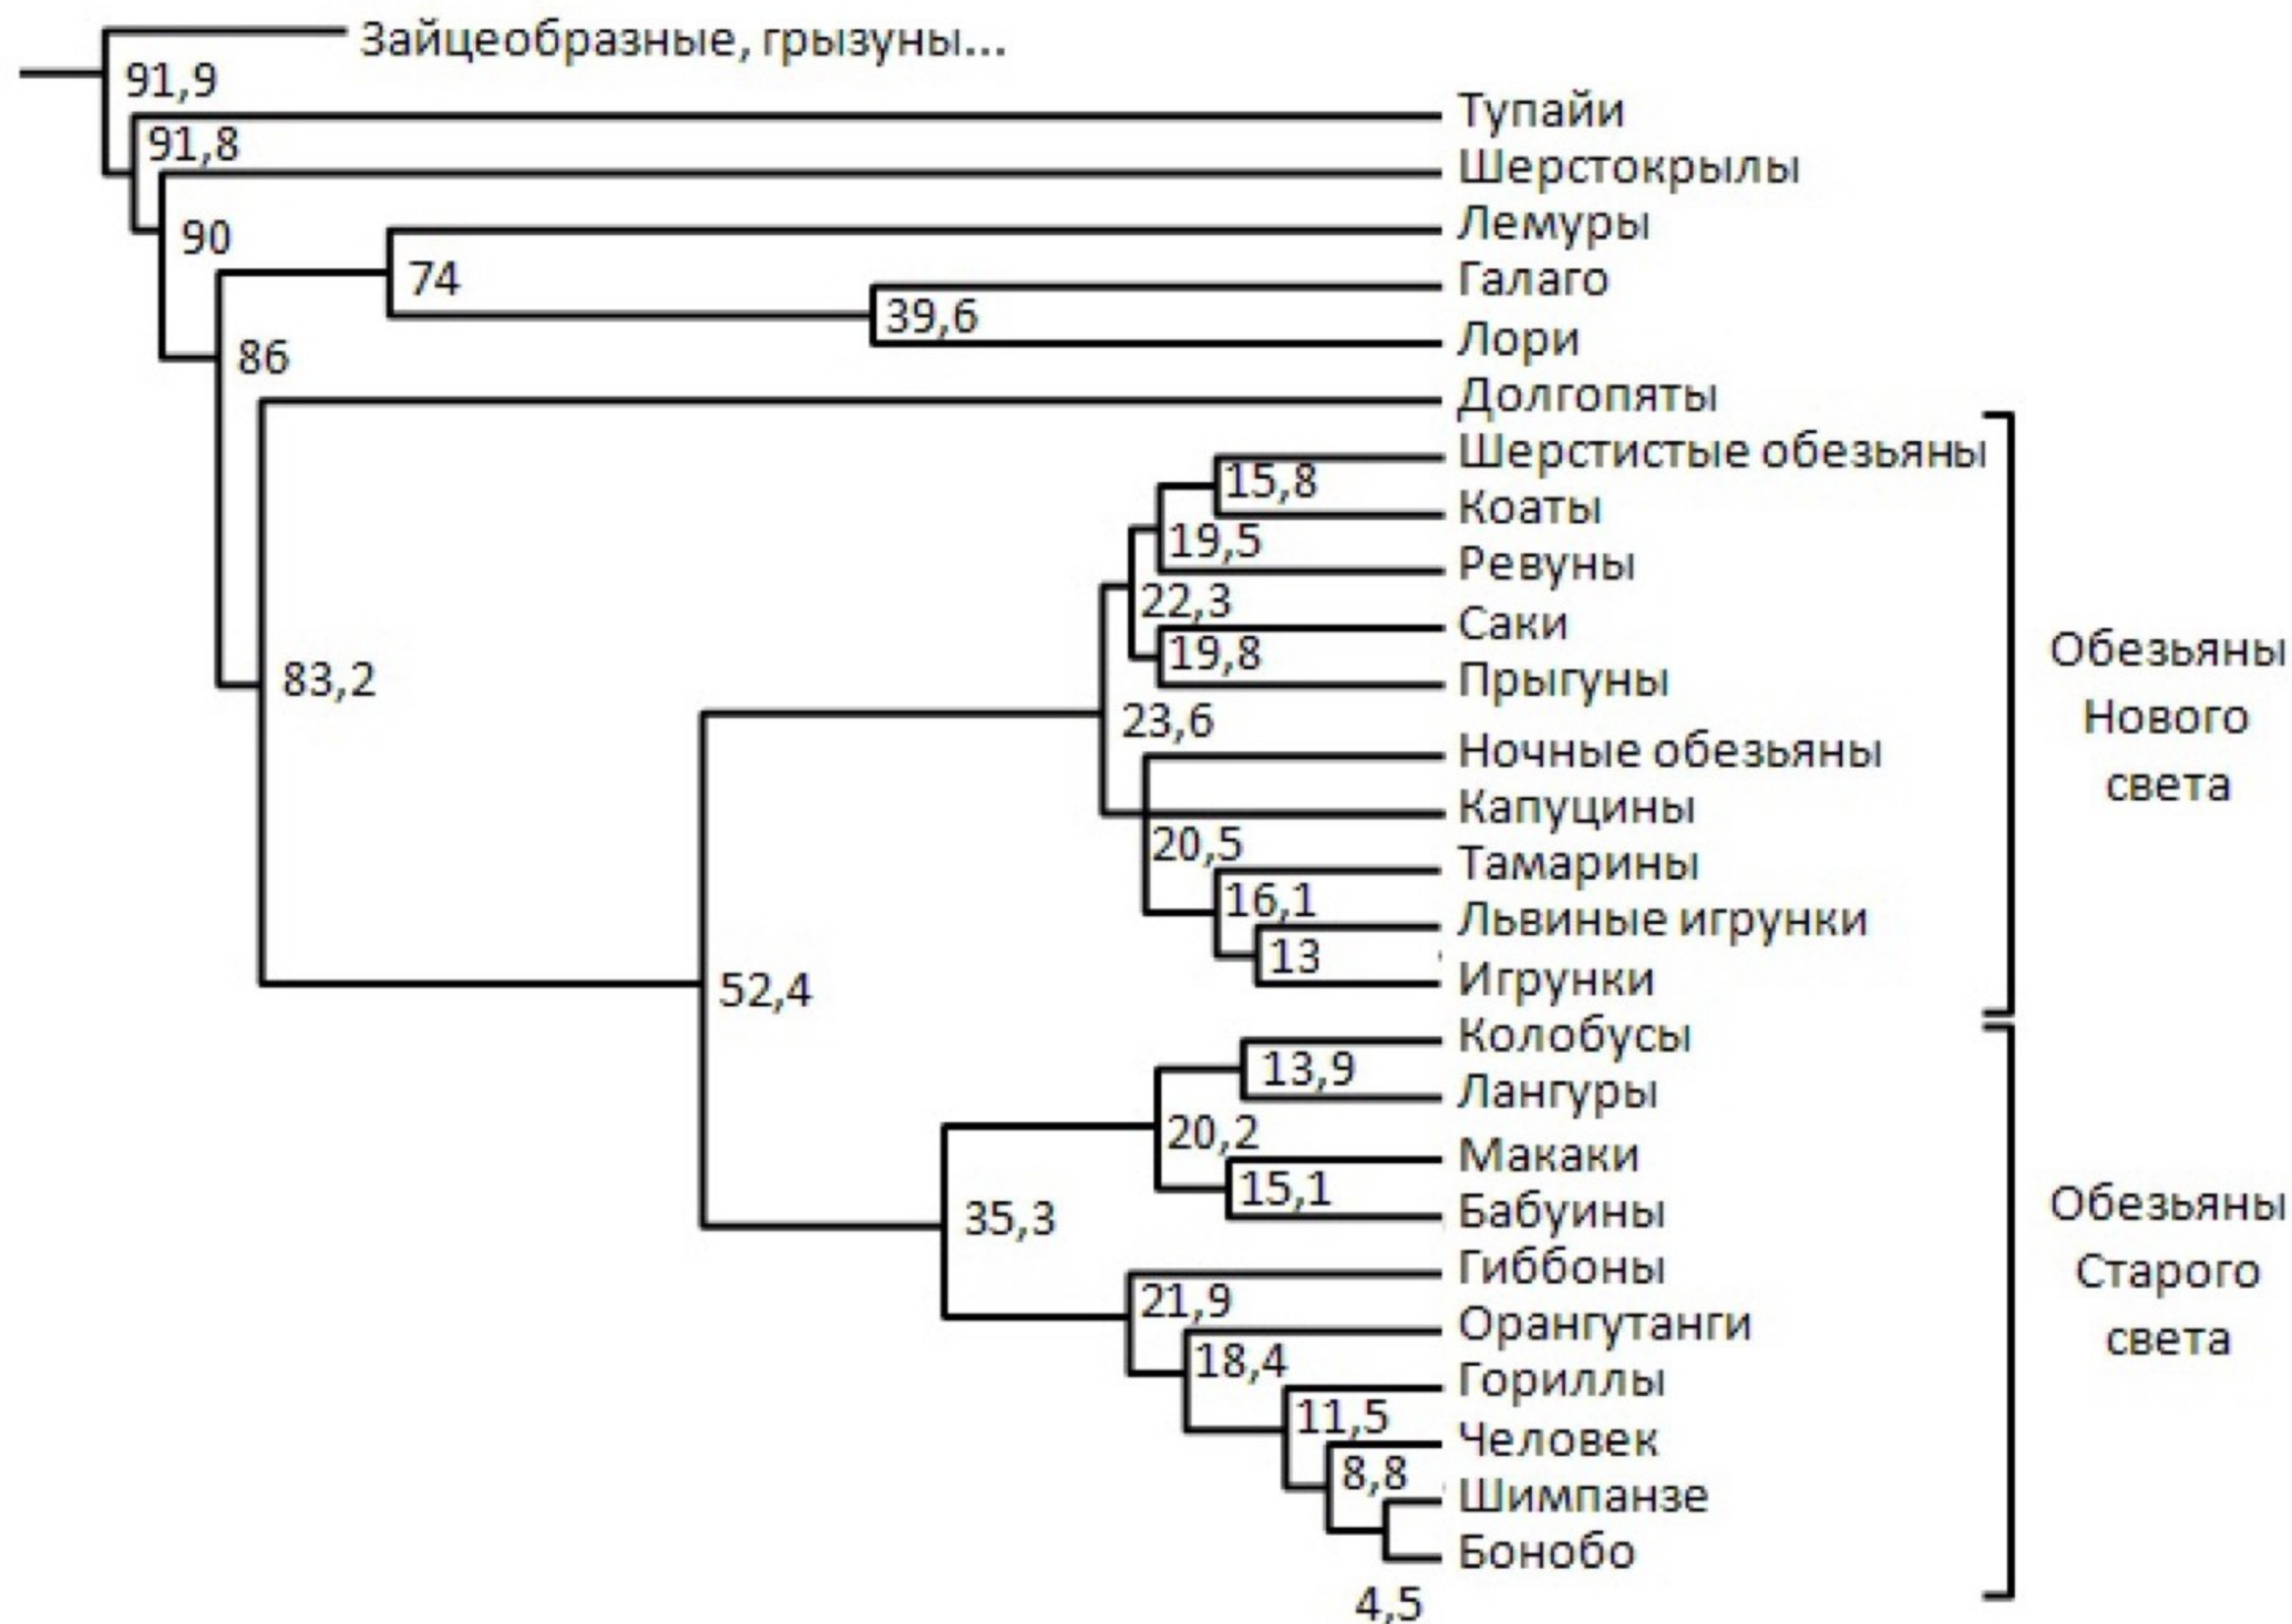 Зайцеобразные, грызуны...
91,9
Тупайи
91,8
Шерстокрылы
Лемуры
90
74
Галаго
39,6
Лори
86
Долгопяты
Шерстистые обезьяны
15,8
Коаты
19,5
Ревуны
22,3
Саки
19,8
Прыгуны
83,2
23,6
Ночные обезьяны
Капуцины
20,5
Тамарины
16,1
Львиные игрунки
13
Игрунки
52,4
Обезьяны
Нового
света
Колобусы
13,9
Лангуры
20,2
Макаки
15,1
Бабуины
35,3
Гиббоны
21,9
Орангутанги
18,4
Гориллы
11,5
Человек
8,8
Шимпанзе
Бонобо
4,5
Обезьяны
Старого
света